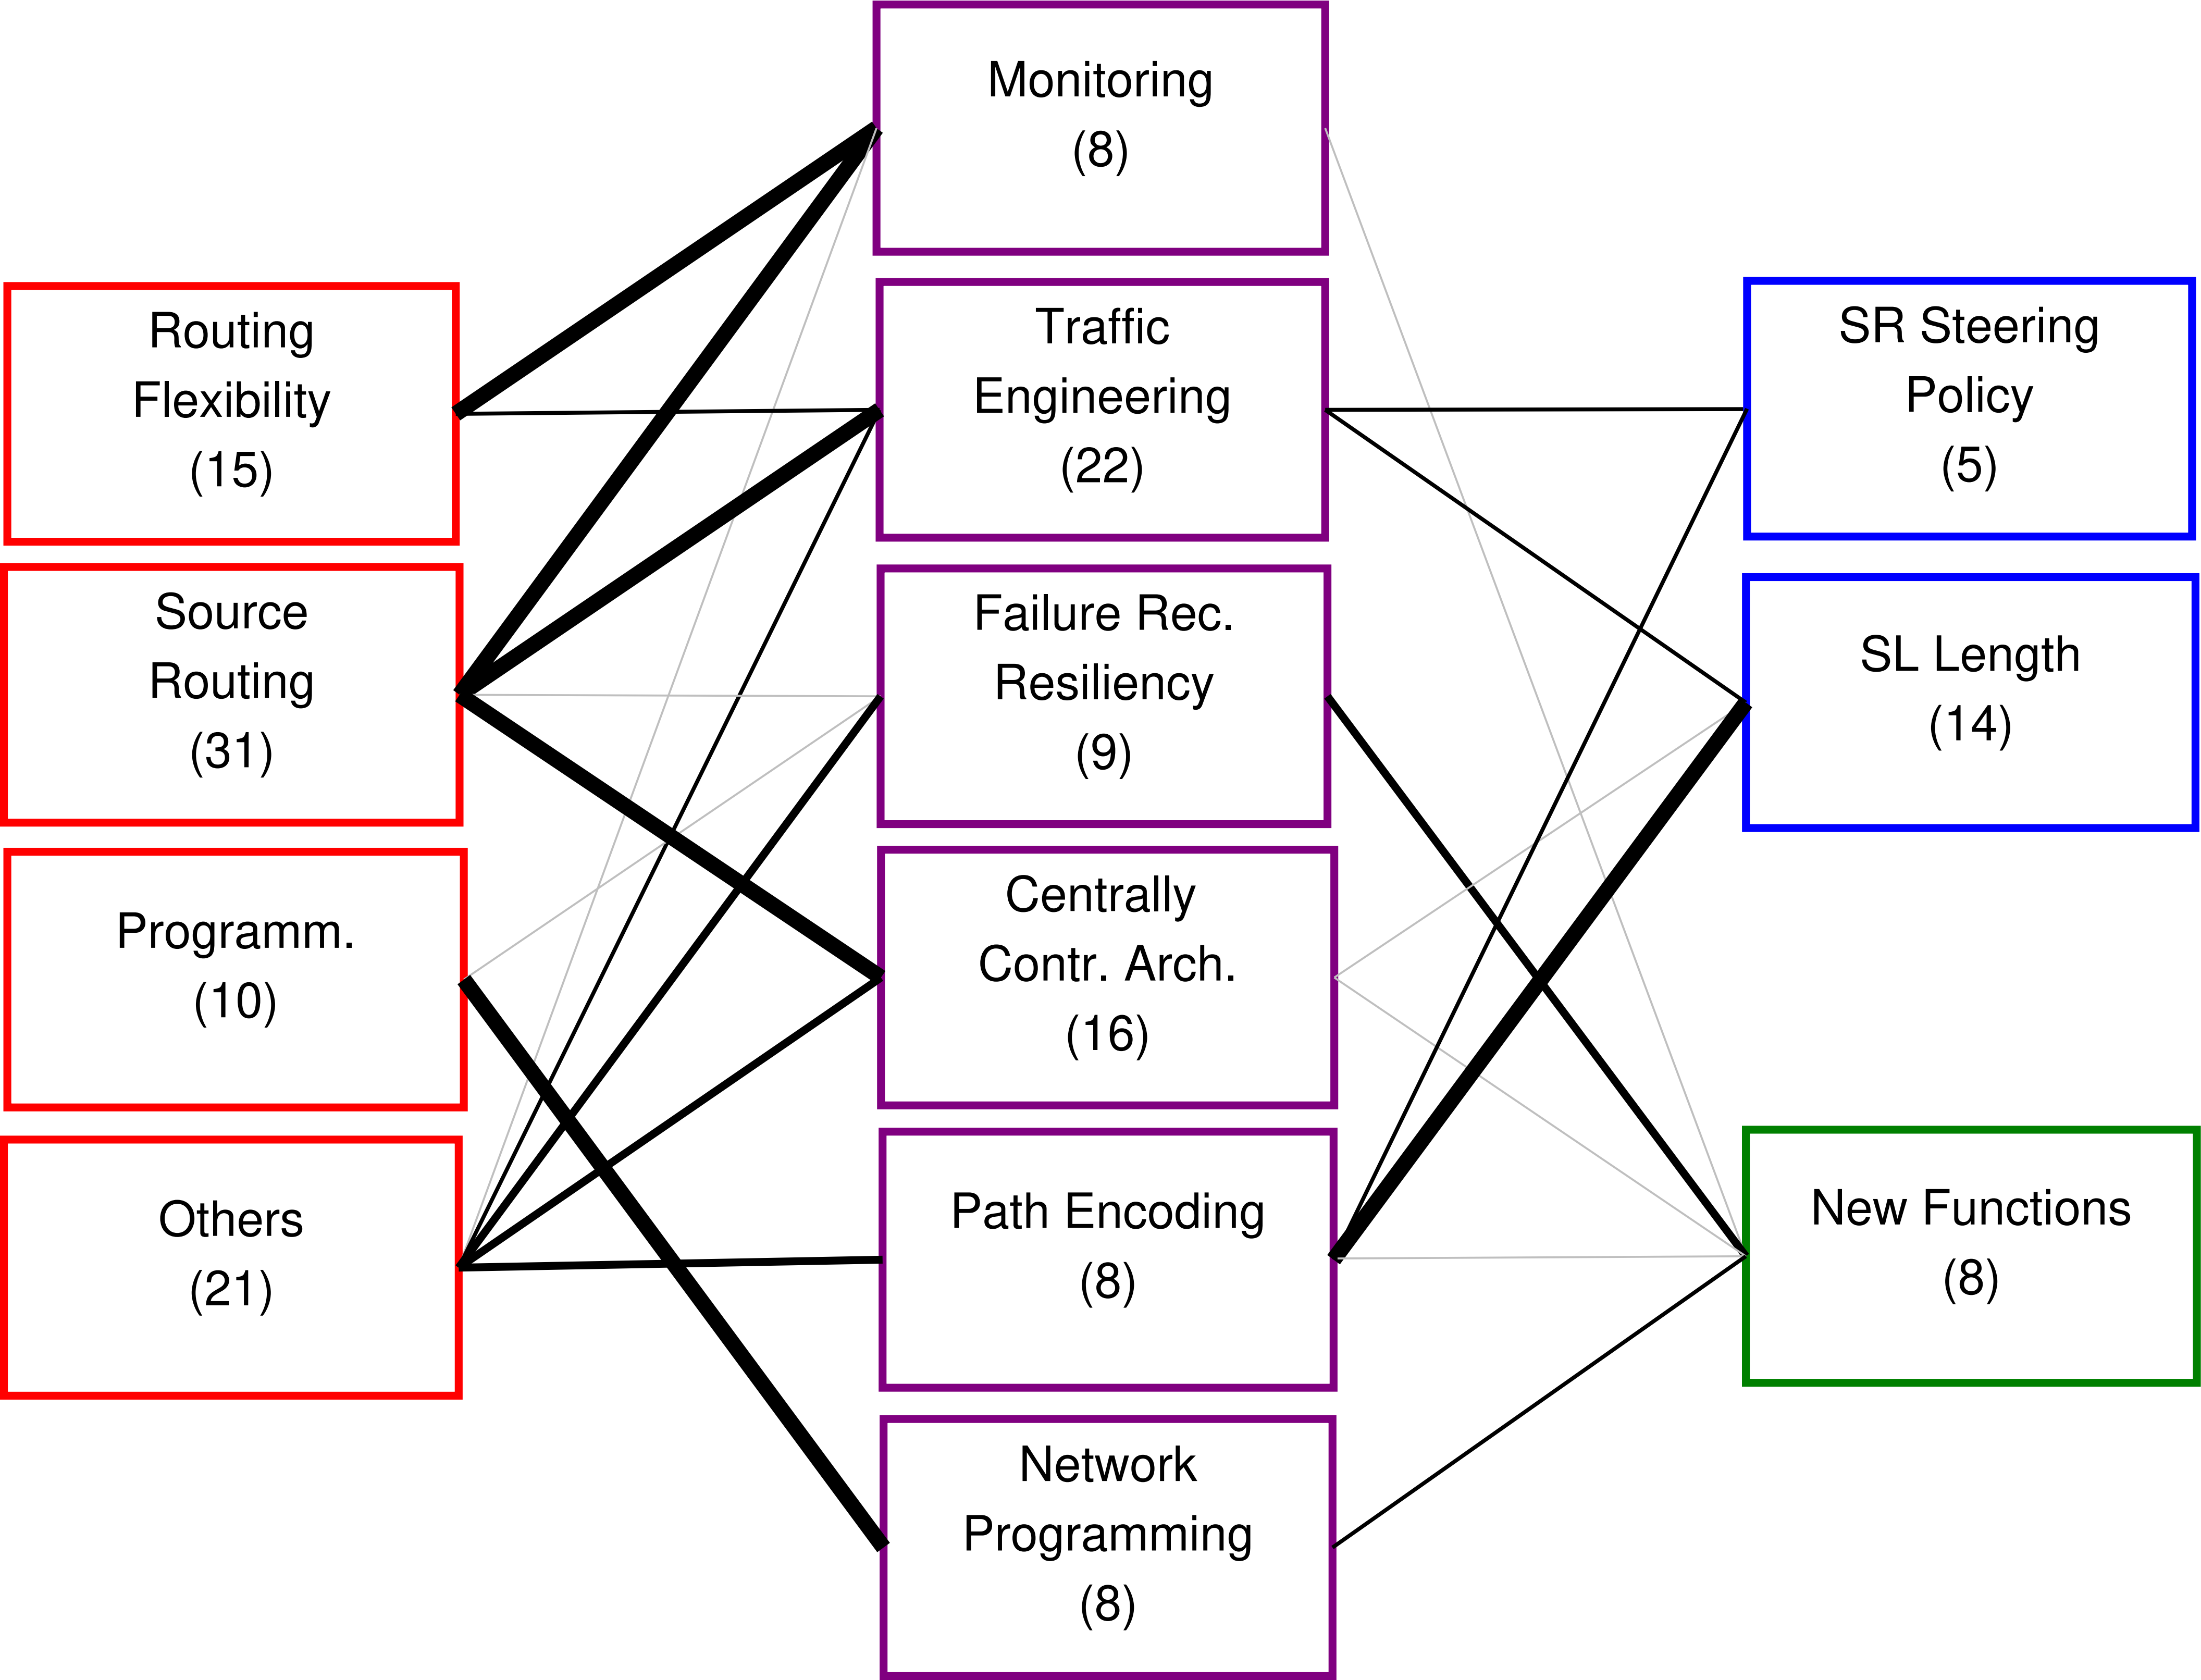 Monitoring
(8)
Routing
Flexibility
(15)
Source
Routing
(31)
Programm.
(10)
Others
(21)
Traffic
Engineering
(22)
Failure Rec.
Resiliency
(9)
Centrally
Contr. Arch.
(16)
Path Encoding
(8)
Network
Programming
(8)
SR Steering
Policy
(5)
SL Length
(14)
New Functions
(8)